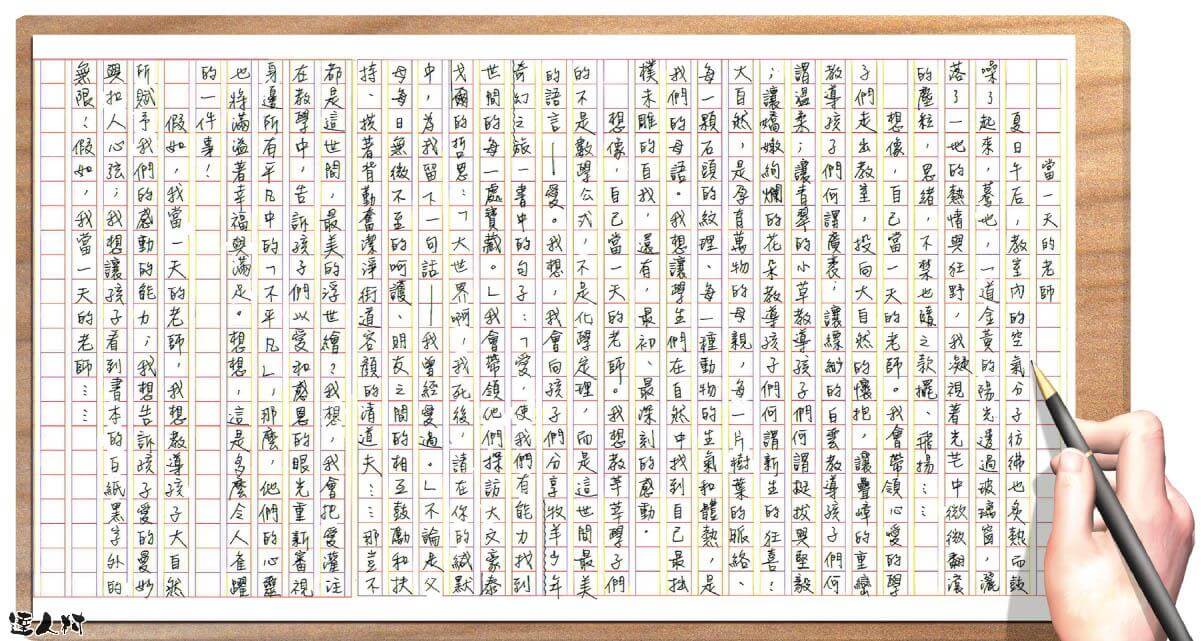 當一天的老師
夏日午后,教室內的空氣分子彷彿也炎熱而鼓
噪了起來,驀地,一道金黃的陽光透過玻璃窗,灑
落了一地的熱情與狂野,我凝視著光芒中微微翻滾
的塵粒,思緒,不禁也隨之款擺、飛揚……
想像,自己當一天的老師。我會帶領心愛的學
子們走出教室,投向大自然的懷抱,讓疊嶂的重巒
教導孩子們何謂廣袤,讓縹緲的白雲教導孩子們何
謂溫柔;讓青翠的小草教導孩子們何謂挺拔與堅毅
;讓嬌嫩絢爛的花朵教導孩子們何謂新生的狂喜!
大自然,是孕育萬物的母親,每一片樹葉的脈絡、
每一顆石頭的紋理、每一種動物的生氣和體熱,是
我們的母語。我想讓學生們在自然中找到自己最拙
樸未雕的自我,還有,最初、最深刻的感動。
想像,自己當一天的老師。我想教莘莘學子們
的不是數學公式,不是化學定理,而是這世間最美
的語言——愛。我想,我會向孩子們分享牧羊少年
奇幻之旅一書中的句子:「愛,使我們有能力找到
世間的每一處寶藏。」我會帶領他們探訪大文豪泰
戈爾的哲思:「大世界啊,我死後,請在你的緘默
中,為我留下一句話——我曾經愛過。」不論是父
母每日無微不至的呵護、朋友之間的相互鼓勵和扶
持、拱著背勤奮潔淨街道容顏的清道夫……那豈不
都是這世間,最美的浮世繪?我想,我會把愛灌注
在教學中,告訴孩子們以愛和感恩的眼光重新審視
身邊所有平凡中的「不平凡」,那麼,他們的心靈
也將滿溢著幸福與滿足。想想,這是多麼令人雀躍
的一件事!
假如,我當一天的老師,我想教導孩子大自然
所賦予我們的感動的能力;我想告訴孩子愛的曼妙
與扣人心弦;我想讓孩子看到書本的白紙黑字外的
無限!假如,我當一天的老師……
達人村